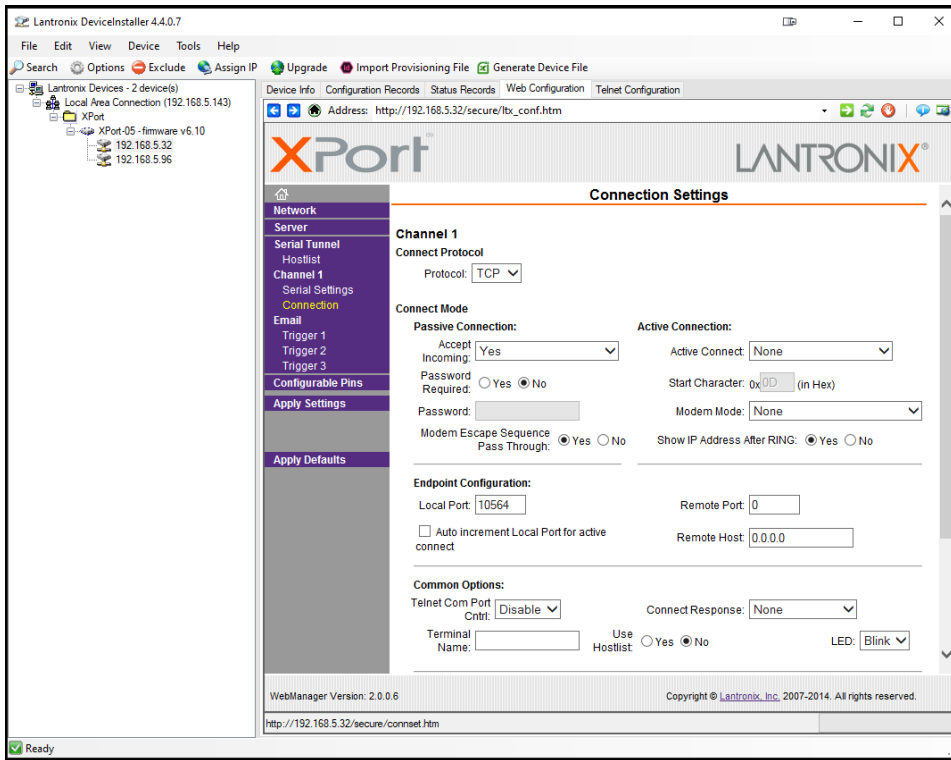 Lantronix DeviceInstaller 4.4.0.7
File Edit View Device Tools Help
Search Options Exclude Assign IP Upgrade Import Provisioning File Generate Device File
Lantronix Devices - 2 device(s)
Local Area Connection (192.168.5.143)
XPort
XPort-05 - firmware v6.10
192.168.5.32
192.168.5.96
Device Info Configuration Records Status Records Web Configuration Telnet Configuration
Address: http://192.168.5.32/secure/ltx_conf.htm
XPort®
LANTRONIX®
Network
Server
Serial Tunnel
Hostlist
Channel 1
Serial Settings
Connection
Email
Trigger 1
Trigger 2
Trigger 3
Configurable Pins
Apply Settings
Apply Defaults
Connection Settings
Channel 1
Connect Protocol
Protocol: TCP
Connect Mode
Passive Connection: Active Connection:
Accept
Incoming: Yes Active Connect: None
Password
Required: Yes No Start Character: 0x 0D (in Hex)
Password: Modem Mode: None
Modem Escape Sequence
Pass Through: Yes No Show IP Address After RING: Yes No
Endpoint Configuration:
Local Port: 10564 Remote Port: 0
Auto increment Local Port for active
connect Remote Host: 0.0.0.0
Common Options:
Telnet Com Port
Cntrl: Disable Connect Response: None
Terminal
Name: Use
Hostlist: Yes No LED: Blink
WebManager Version: 2.0.0.6 Copyright © Lantronix, Inc. 2007-2014. All rights reserved.
http://192.168.5.32/secure/connset.htm
Ready